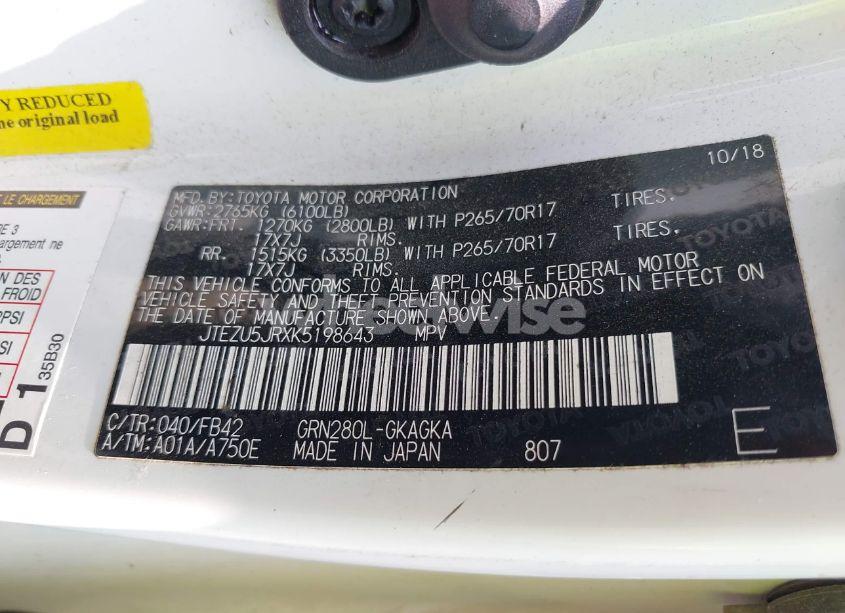 Y REDUCED
ne original load
T LE CHARGEMENT
RE 3
argement ne
ON DES
FROID
PSI
SI
35B30
10/18
MFD. BY: TOYOTA MOTOR CORPORATION
GVWR: 2765KG (6100LB)
GAWR: FRT. 1270KG (2800LB) WITH P265/70R17 TIRES.
17X7J RIMS.
RR. 1515KG (3350LB) WITH P265/70R17 TIRES.
17X7J RIMS.
THIS VEHICLE CONFORMS TO ALL APPLICABLE FEDERAL MOTOR
VEHICLE SAFETY AND THEFT PREVENTION STANDARDS IN EFFECT ON
THE DATE OF MANUFACTURE SHOWN ABOVE.
JTEZU5JRXK5198643 MPV
C/TR: 040/FB42 GRN280L-GKAGKA
A/TM: A01A/A750E MADE IN JAPAN 807 E